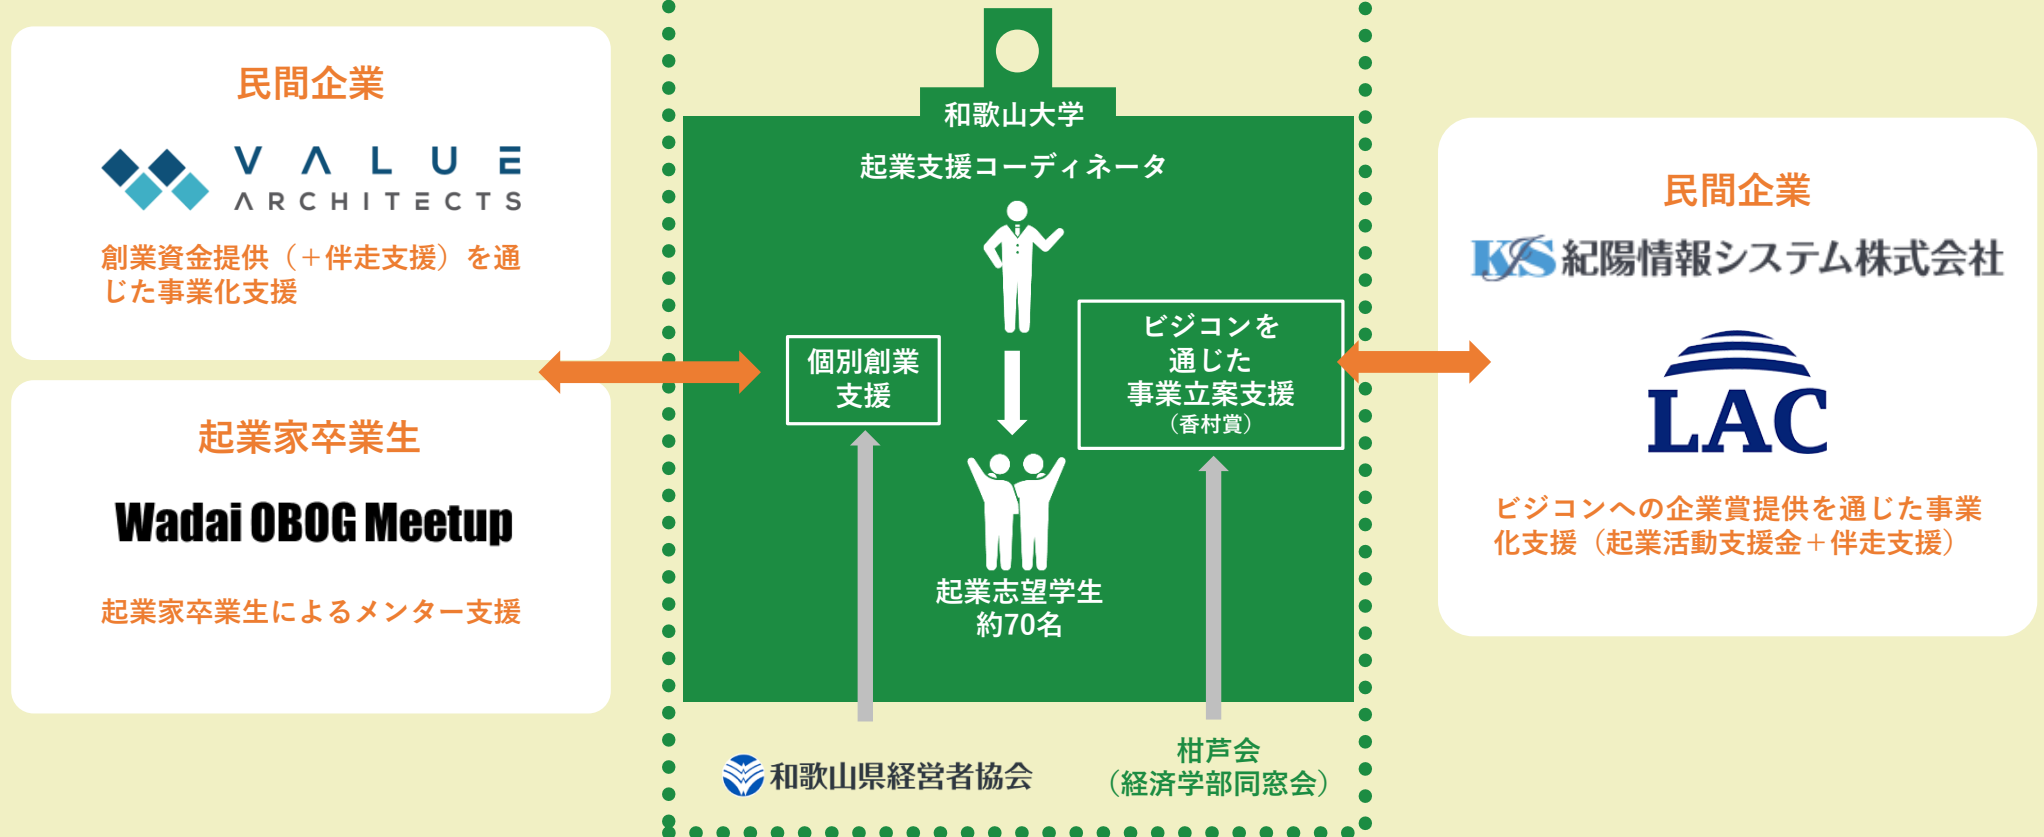 民間企業
VALUE
ARCHITECTS
創業資金提供（＋伴走支援）を通
じた事業化支援
起業家卒業生
Wadai OBOG Meetup
起業家卒業生によるメンター支援
和歌山大学
起業支援コーディネータ
個別創業
支援
ビジコンを
通じた
事業立案支援
（香村賞）
起業志望学生
約70名
和歌山県経営者協会
柑芦会
（経済学部同窓会）
民間企業
KJS 紀陽情報システム株式会社
LAC
ビジコンへの企業賞提供を通じた事業
化支援（起業活動支援金＋伴走支援）